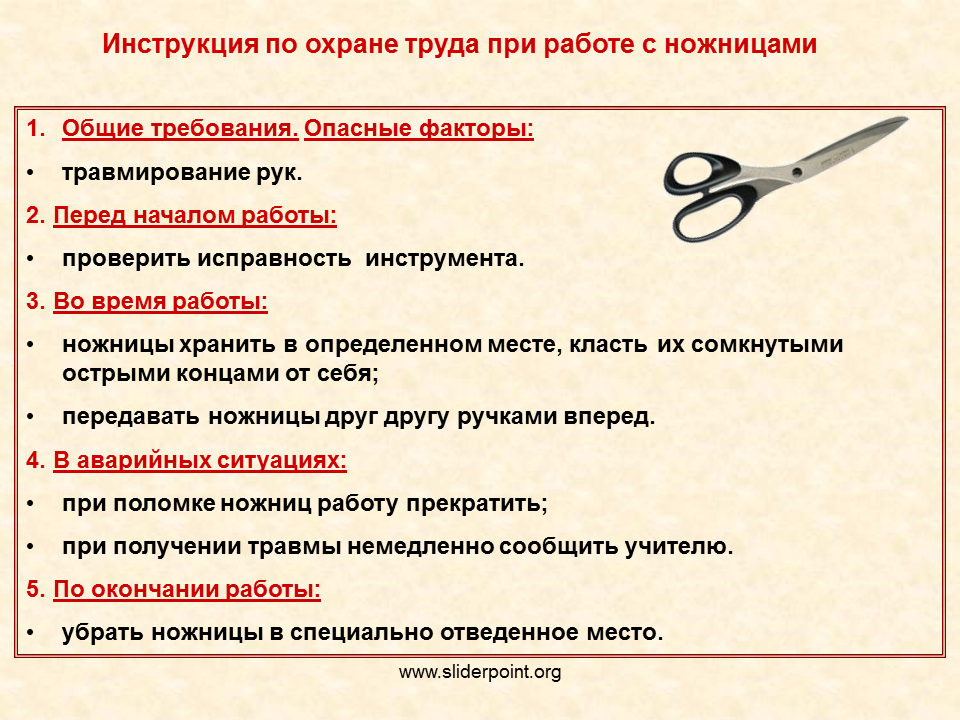 Инструкция по охране труда при работе с ножницами
1. Общие требования. Опасные факторы:
• травмирование рук.
2. Перед началом работы:
• проверить исправность инструмента.
3. Во время работы:
• ножницы хранить в определенном месте, класть их сомкнутыми
острыми концами от себя;
• передавать ножницы друг другу ручками вперед.
4. В аварийных ситуациях:
• при поломке ножниц работу прекратить;
• при получении травмы немедленно сообщить учителю.
5. По окончании работы:
• убрать ножницы в специально отведенное место.
www.sliderpoint.org